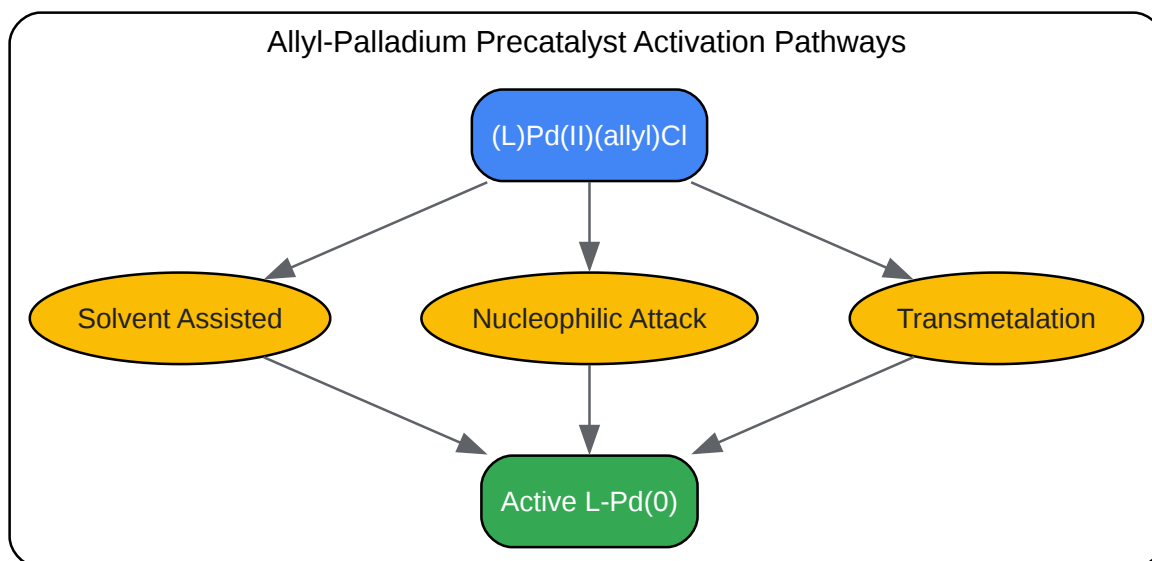 Allyl-Palladium Precatalyst Activation Pathways
(L)Pd(II)(allyl)Cl
Solvent Assisted
Nucleophilic Attack
Transmetalation
Active L-Pd(0)